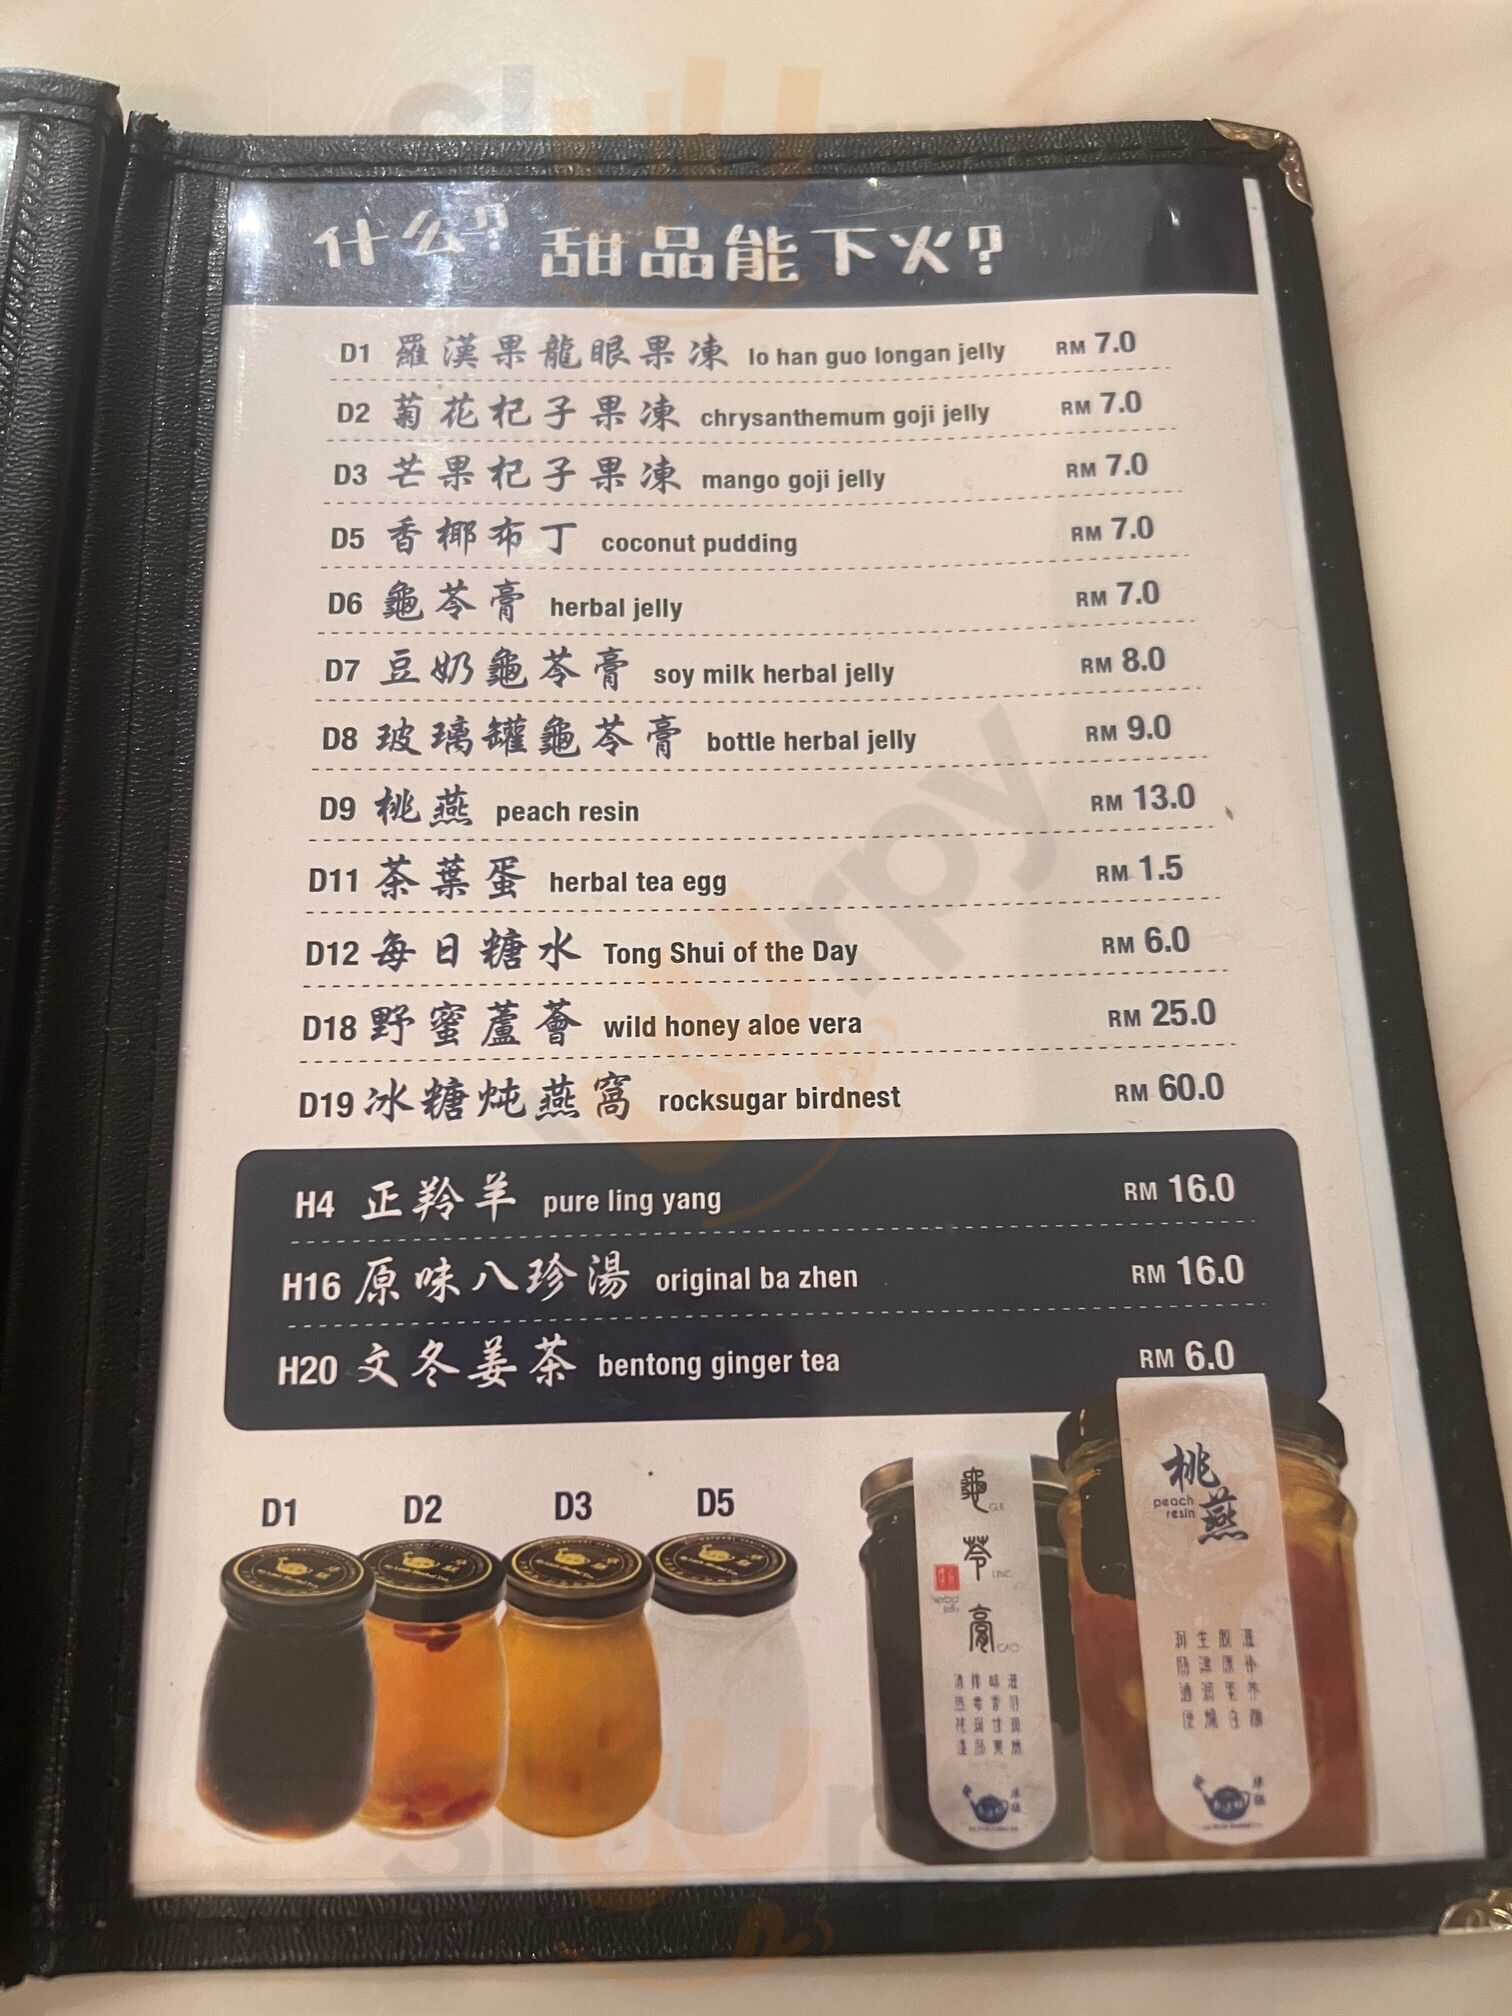 什么? 甜品能下火?
D1 羅漢果龍眼果凍 lo han guo longan jelly RM 7.0
D2 菊花杞子果凍 chrysanthemum goji jelly RM 7.0
D3 芒果杞子果凍 mango goji jelly RM 7.0
D5 香椰布丁 coconut pudding RM 7.0
D6 龜苓膏 herbal jelly RM 7.0
D7 豆奶龜苓膏 soy milk herbal jelly RM 8.0
D8 玻璃罐龜苓膏 bottle herbal jelly RM 9.0
D9 桃燕 peach resin RM 13.0
D11 茶葉蛋 herbal tea egg RM 1.5
D12 每日糖水 Tong Shui of the Day RM 6.0
D18 野蜜蘆薈 wild honey aloe vera RM 25.0
D19 冰糖炖燕窩 rocksugar birdnest RM 60.0
H4 正羚羊 pure ling yang RM 16.0
H16 原味八珍湯 original ba zhen RM 16.0
H20 文冬姜茶 bentong ginger tea RM 6.0
D1 D2 D3 D5
龜 GUI
苓 LING
膏 GAO
herbal
桃燕
peach
resin
Slurpy